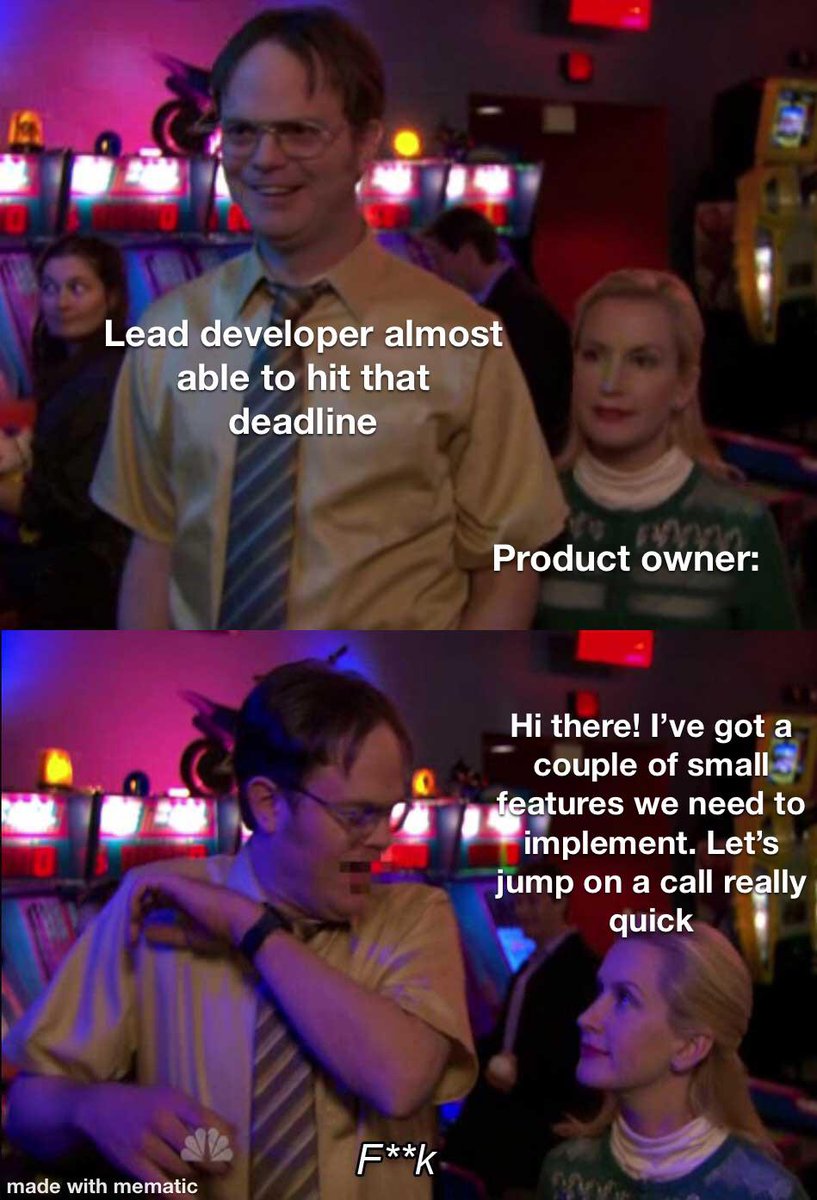 Lead developer almost
able to hit that
deadline
Product owner:
Hi there! I’ve got a
couple of small
features we need to
implement. Let’s
jump on a call really
quick
F**k
made with mematic